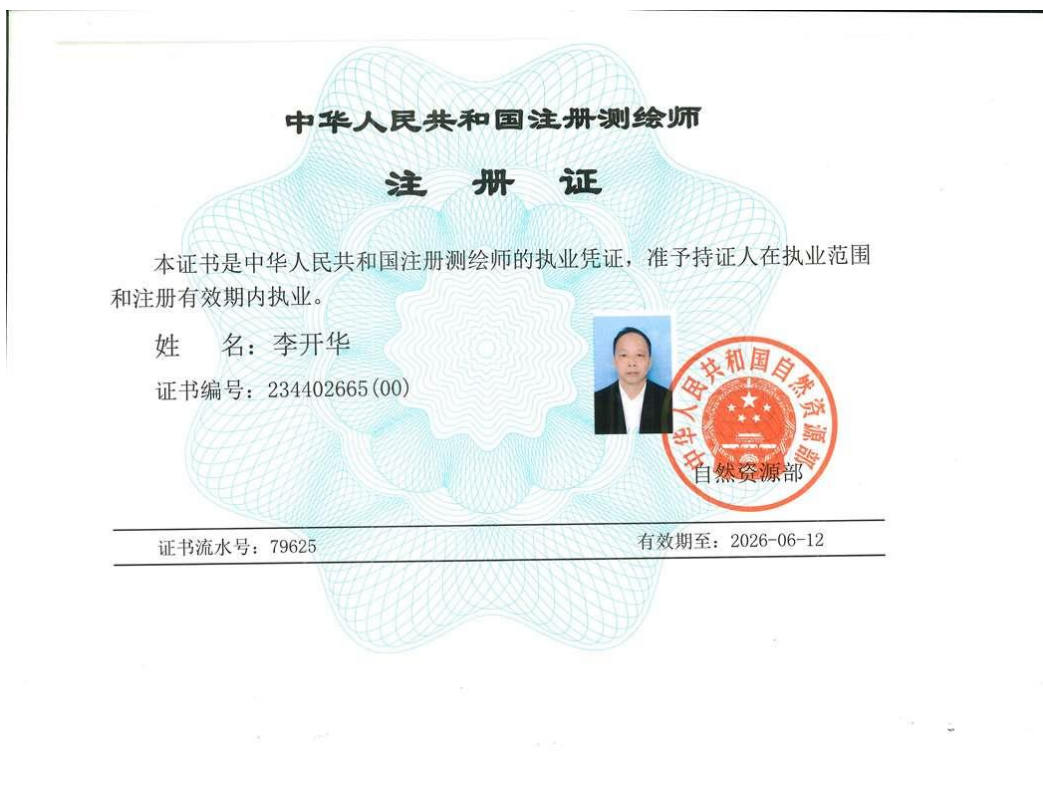 中华人民共和国注册测绘师
注 册 证
本证书是中华人民共和国注册测绘师的执业凭证，准予持证人在执业范围
和注册有效期内执业。
姓 名：李开华
证书编号：234402665(00)
中华人民共和国自然资源部
自然资源部
证书流水号：79625 有效期至：2026-06-12